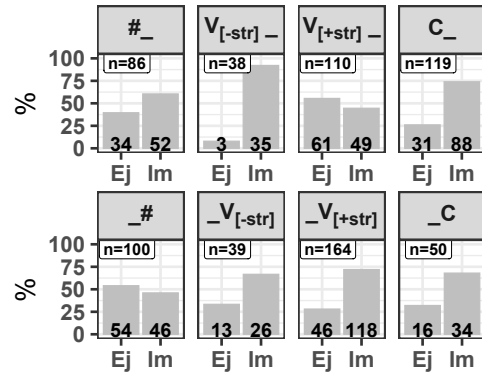 #_ V[-str] _ V[+str] _ C_
100 n=86 n=38 n=110 n=119
75
%
50
25
0 34 52 3 35 61 49 31 88
Ej Im Ej Im Ej Im Ej Im
_# _V[-str] _V[+str] _C
100 n=100 n=39 n=164 n=50
75
%
50
25
0 54 46 13 26 46 118 16 34
Ej Im Ej Im Ej Im Ej Im